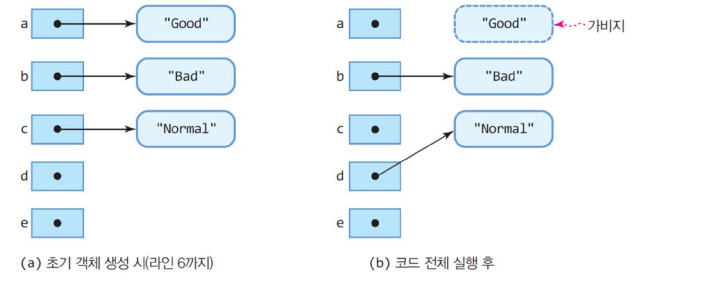 a "Good" a "Good" 가비지
b "Bad" b "Bad"
c "Normal" c "Normal"
d d
e e
(a) 초기 객체 생성 시(라인 6까지) (b) 코드 전체 실행 후